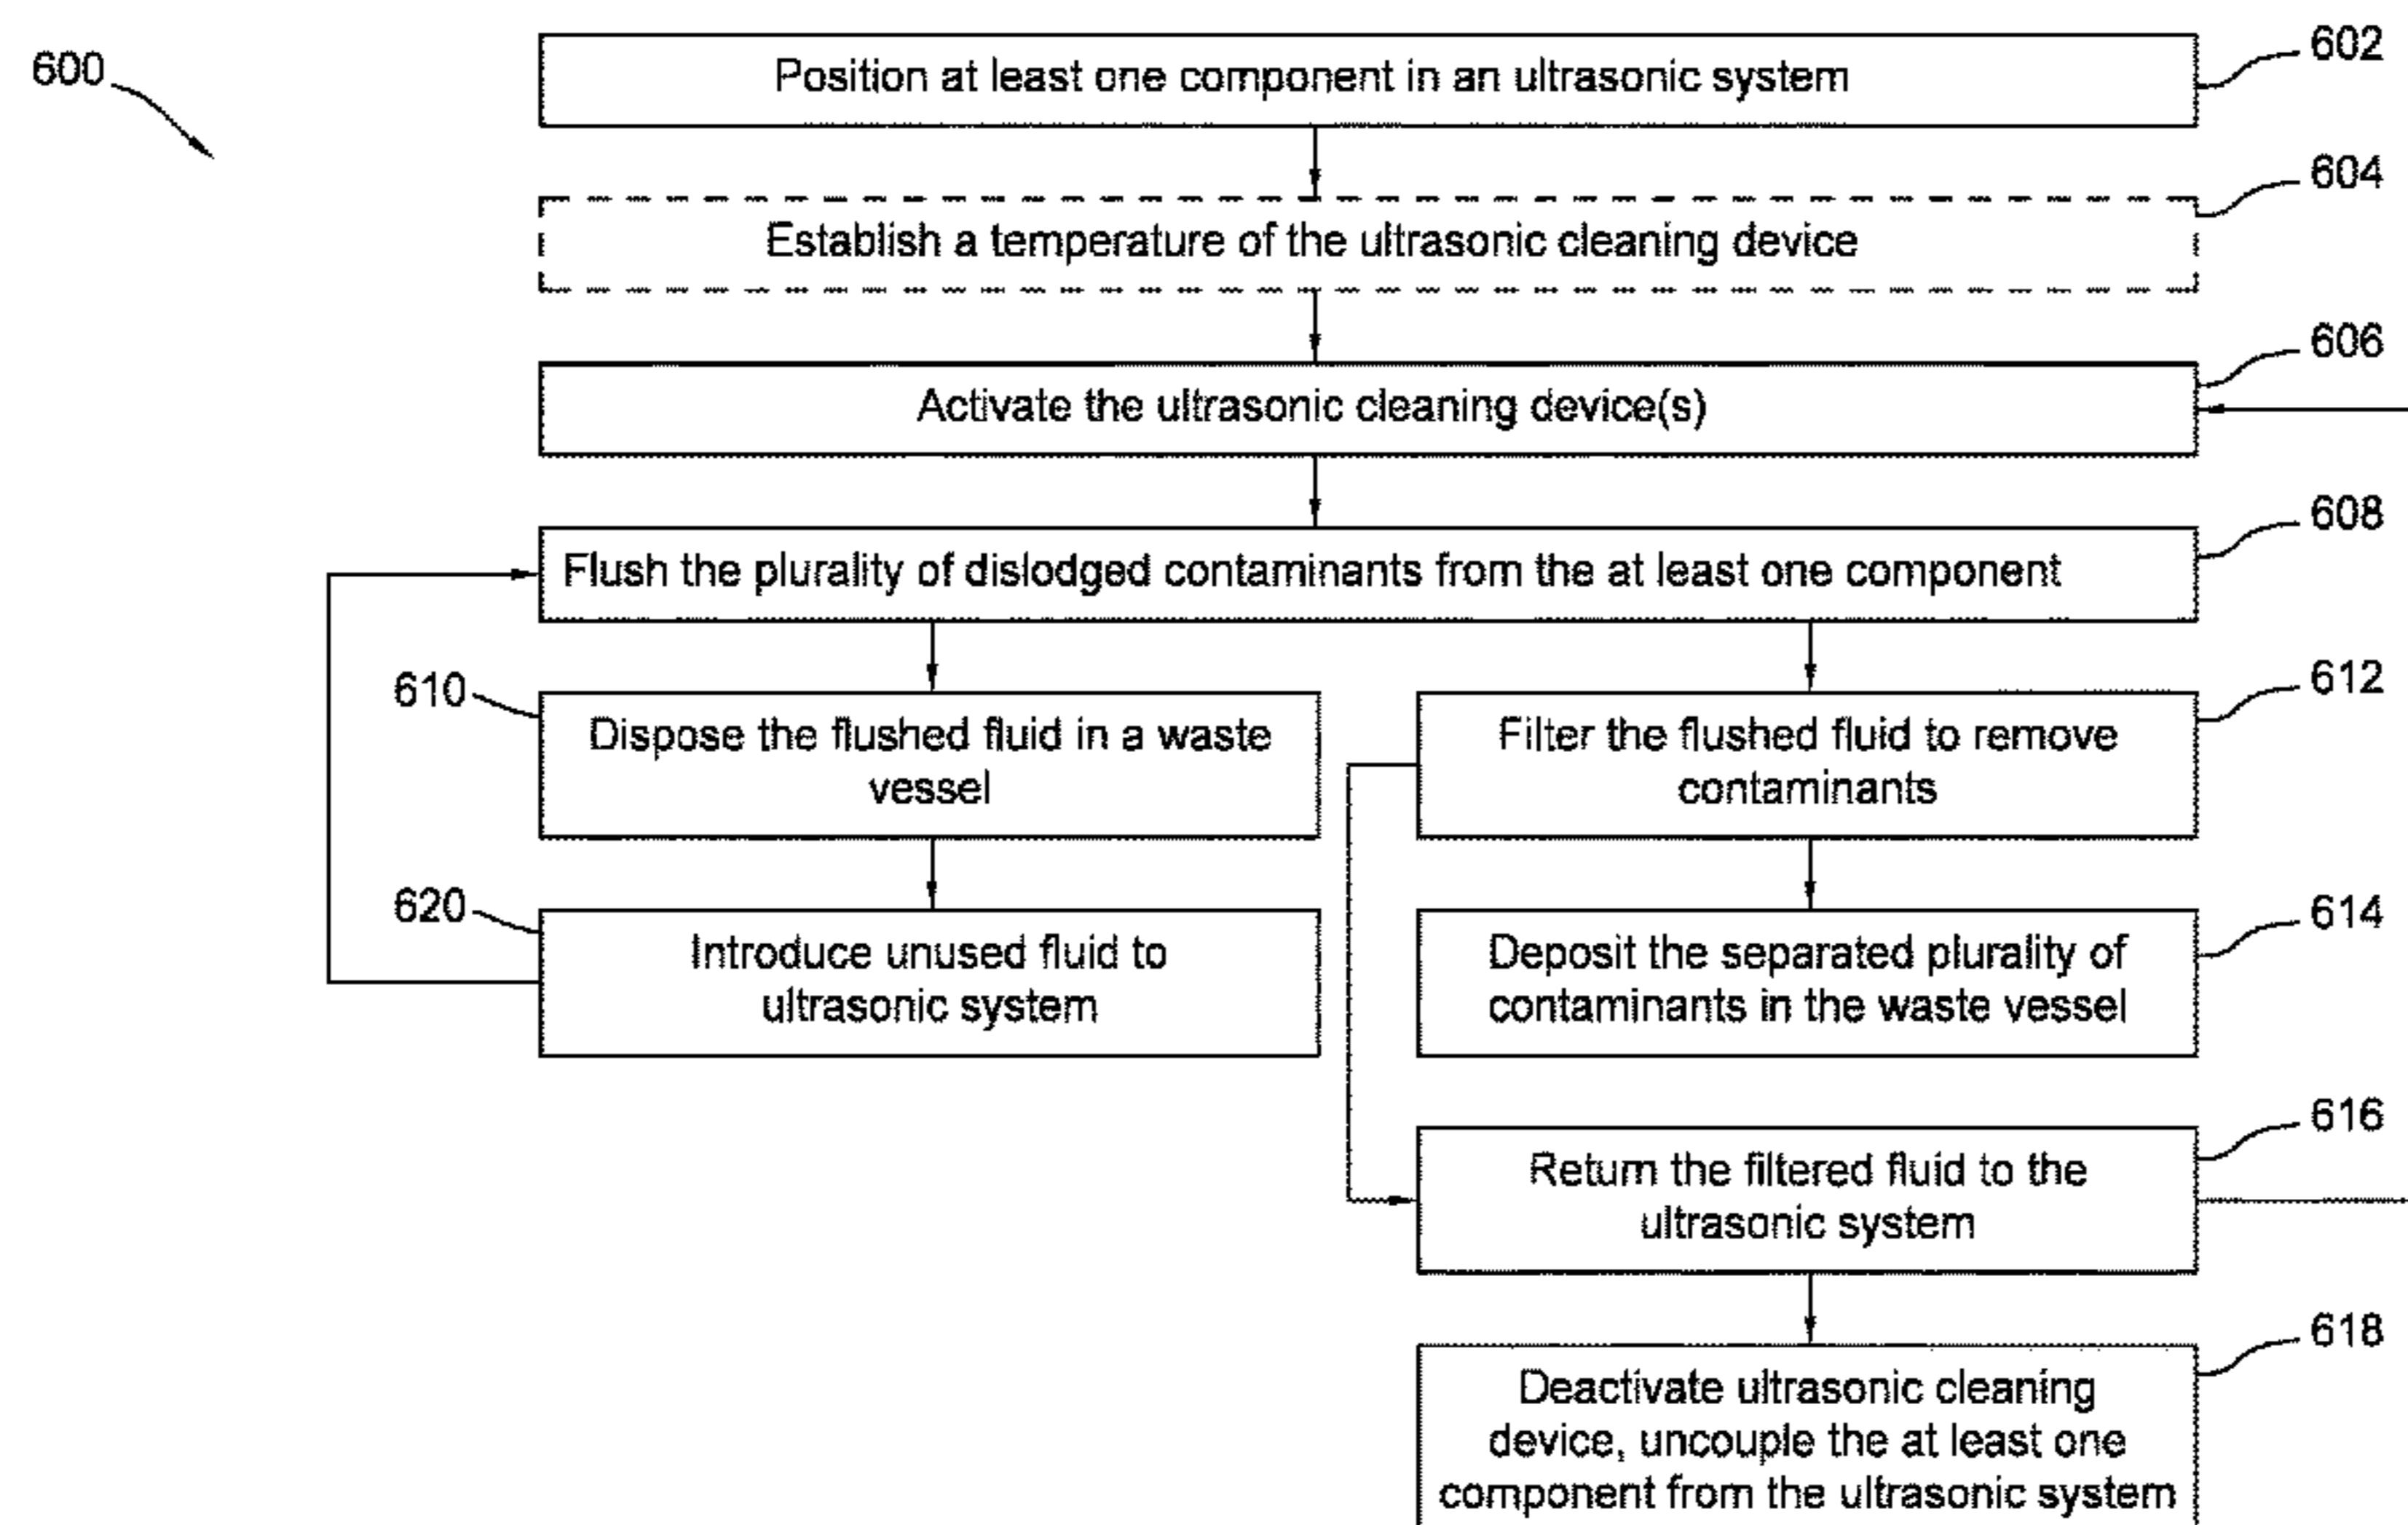 600
Position at least one component in an ultrasonic system
602
Establish a temperature of the ultrasonic cleaning device
604
Activate the ultrasonic cleaning device(s)
606
Flush the plurality of dislodged contaminants from the at least one component
608
610
Dispose the flushed fluid in a waste
vessel
Filter the flushed fluid to remove
contaminants
612
620
Introduce unused fluid to
ultrasonic system
Deposit the separated plurality of
contaminants in the waste vessel
614
Return the filtered fluid to the
ultrasonic system
616
Deactivate ultrasonic cleaning
device, uncouple the at least one
component from the ultrasonic system
618